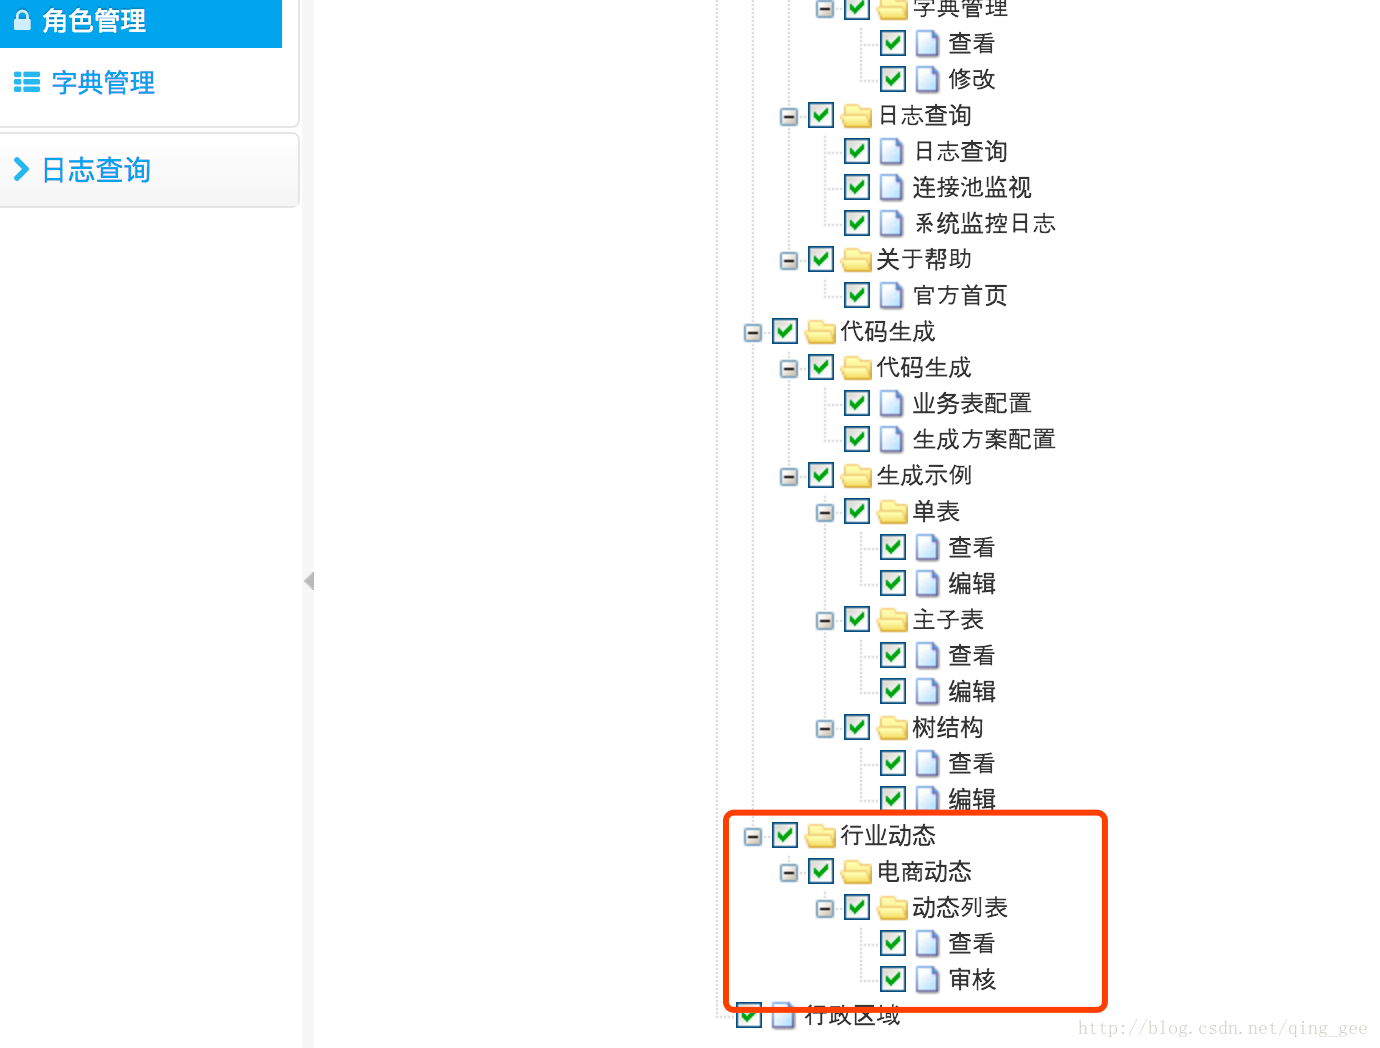 角色管理
字典管理
日志查询
字典管理
查看
修改
日志查询
日志查询
连接池监视
系统监控日志
关于帮助
官方首页
代码生成
代码生成
业务表配置
生成方案配置
生成示例
单表
查看
编辑
主子表
查看
编辑
树结构
查看
编辑
行业动态
电商动态
动态列表
查看
审核
行政区域
http://blog.csdn.net/qing_gee